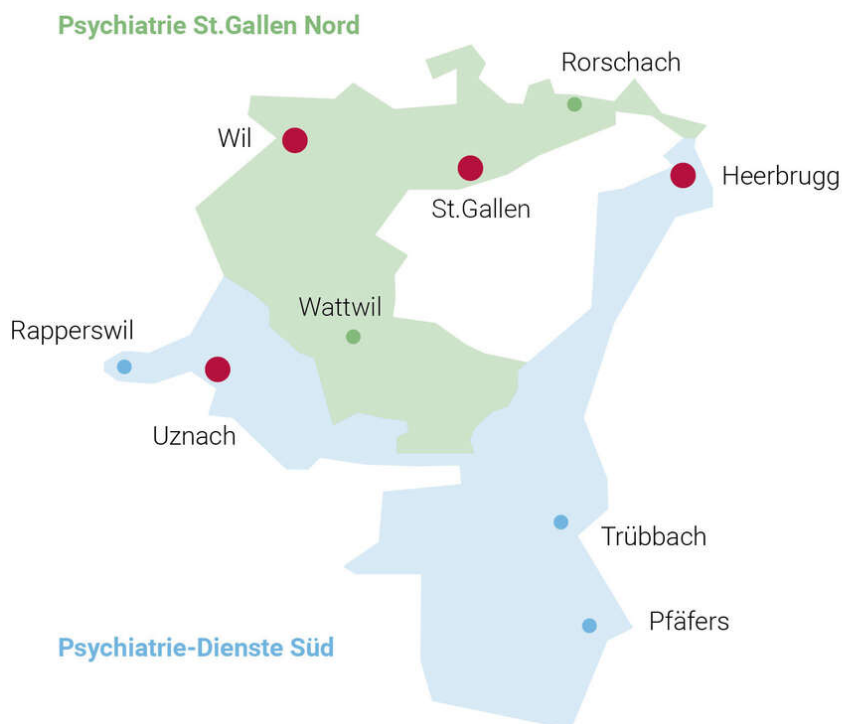 Psychiatrie St.Gallen Nord
Rorschach
Wil
Heerbrugg
St.Gallen
Wattwil
Rapperswil
Uznach
Trübbach
Pfäfers
Psychiatrie-Dienste Süd